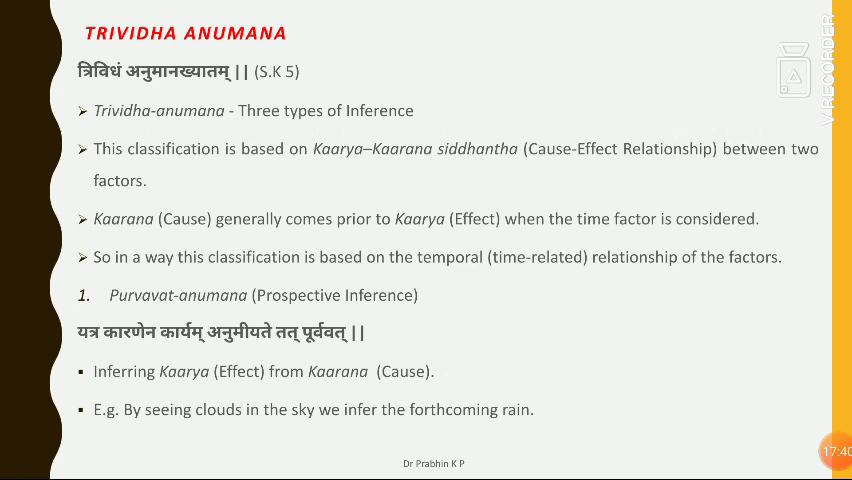 TRIVIDHA ANUMANA
त्रिविधं अनुमानख्यातम् || (S.K 5)
➢ Trividha-anumana - Three types of Inference
➢ This classification is based on Kaarya–Kaarana siddhantha (Cause-Effect Relationship) between two
factors.
➢ Kaarana (Cause) generally comes prior to Kaarya (Effect) when the time factor is considered.
➢ So in a way this classification is based on the temporal (time-related) relationship of the factors.
1. Purvavat-anumana (Prospective Inference)
यत्र कारणेन कार्यम् अनुमीयते तत् पूर्ववत् ||
▪ Inferring Kaarya (Effect) from Kaarana (Cause).
▪ E.g. By seeing clouds in the sky we infer the forthcoming rain.
Dr Prabhin K P
V RECORDER
17:40